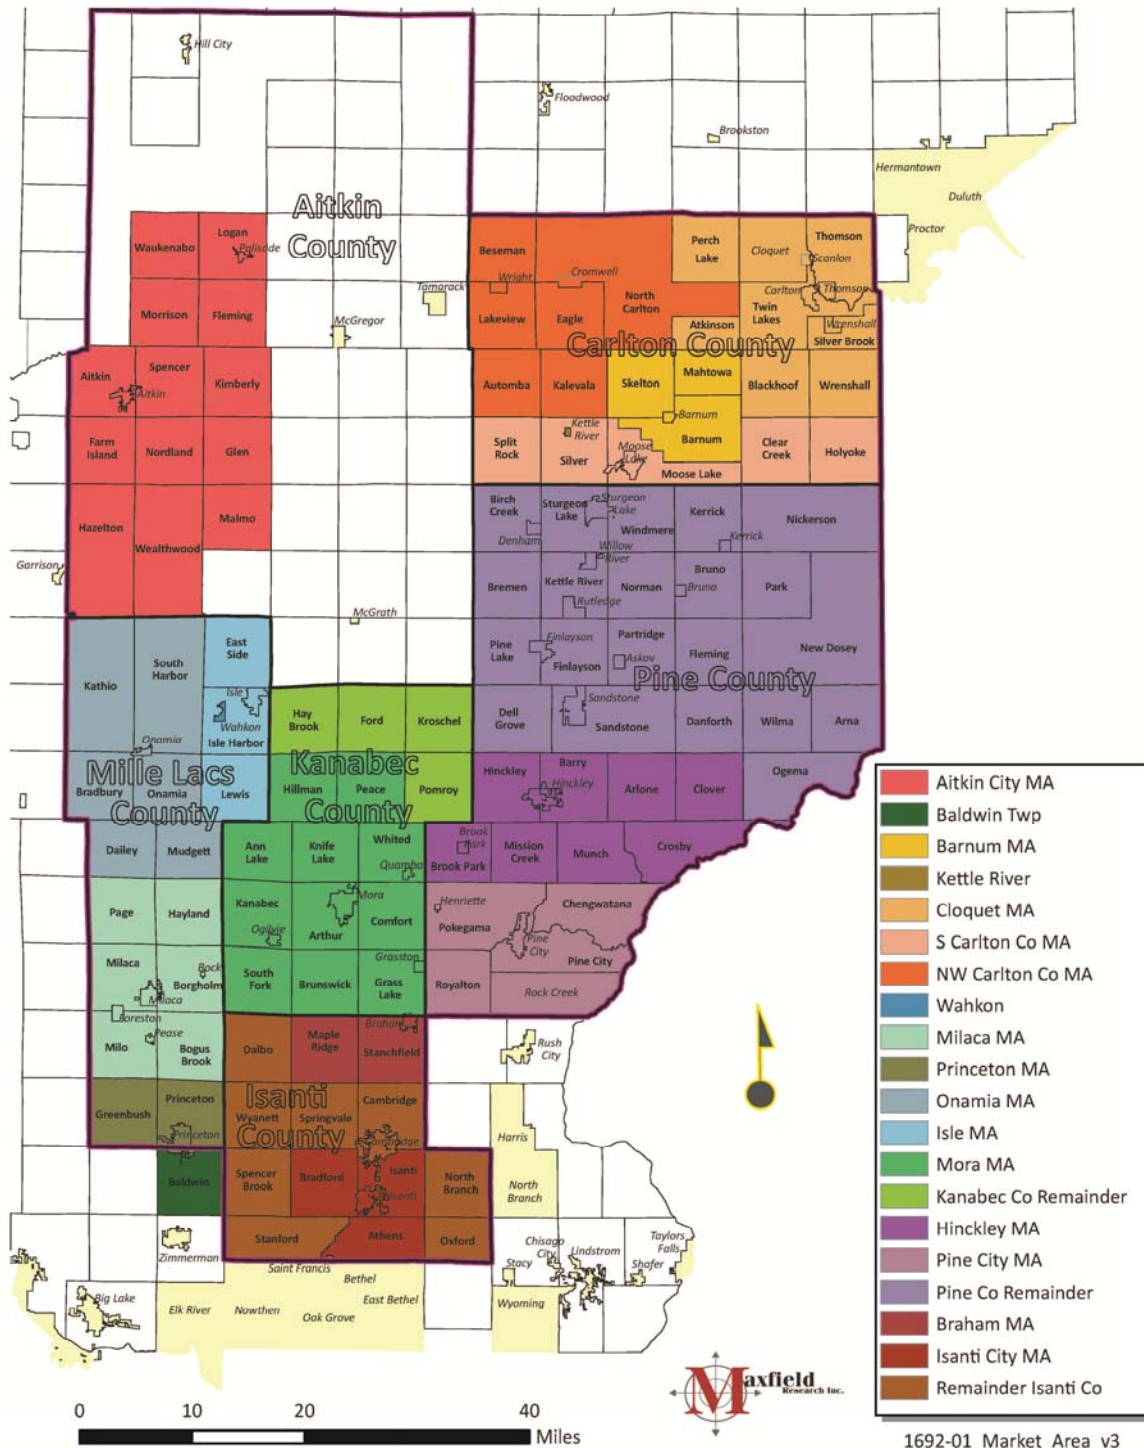 Hill City
Floodwood
Brookston
Hermantown
Duluth
Proctor
Aitkin
County
Waukenabo
Logan
Palisade
Morrison
Fleming
Tamarack
McGregor
Beseman
Wright
Cromwell
Lakeview
Eagle
North
Carlton
Perch
Lake
Cloquet
Thomson
Scanlon
Carlton
Thomson
Twin
Lakes
Atkinson
Wrenshall
Silver Brook
Carlton County
Aitkin
Aitkin
Spencer
Kimberly
Automba
Kalevala
Skelton
Mahtowa
Blackhoof
Wrenshall
Barnum
Barnum
Farm
Island
Nordland
Glen
Split
Rock
Kettle
River
Silver
Moose
Lake
Moose Lake
Clear
Creek
Holyoke
Hazelton
Wealthwood
Malmo
Garrison
McGrath
Birch
Creek
Denham
Sturgeon
Lake
Sturgeon
Lake
Windmere
Kerrick
Kerrick
Nickerson
Willow
River
Bremen
Kettle River
Rutledge
Norman
Bruno
Bruno
Park
Pine
Lake
Finlayson
Finlayson
Partridge
Askov
Fleming
New Dosey
Pine County
Kathio
South
Harbor
East
Side
Isle
Wahkon
Isle Harbor
Onamia
Hay
Brook
Ford
Kroschel
Dell
Grove
Sandstone
Sandstone
Danforth
Wilma
Arna
Mille Lacs
County
Bradbury
Onamia
Lewis
Kanabec
County
Hillman
Peace
Pomroy
Hinckley
Barry
Hinckley
Arlone
Clover
Ogema
Dailey
Mudgett
Ann
Lake
Knife
Lake
Whited
Quamba
Brook
Park
Brook Park
Mission
Creek
Munch
Crosby
Page
Hayland
Kanabec
Ogilvie
Mora
Arthur
Comfort
Henriette
Pokegama
Chengwatana
Pine
City
Pine City
Milaca
Bock
Borgholm
Milaca
Foreston
Pease
Milo
Bogus
Brook
South
Fork
Brunswick
Grasston
Grass
Lake
Royalton
Rock Creek
Dalbo
Maple
Ridge
Braham
Stanchfield
Rush
City
Greenbush
Princeton
Princeton
Isanti
County
Wyanett
Springvale
Cambridge
Cambridge
Harris
North
Branch
Baldwin
Spencer
Brook
Bradford
Isanti
Isanti
North
Branch
Stanford
Athens
Oxford
Zimmerman
Saint Francis
Bethel
East Bethel
Big Lake
Elk River
Nowthen
Oak Grove
Stacy
Wyoming
Chisago
City
Lindstrom
Shafer
Taylors
Falls
Aitkin City MA
Baldwin Twp
Barnum MA
Kettle River
Cloquet MA
S Carlton Co MA
NW Carlton Co MA
Wahkon
Milaca MA
Princeton MA
Onamia MA
Isle MA
Mora MA
Kanabec Co Remainder
Hinckley MA
Pine City MA
Pine Co Remainder
Braham MA
Isanti City MA
Remainder Isanti Co
Maxfield
Research Inc.
0 10 20 40
Miles
1692-01_Market_Area_v3